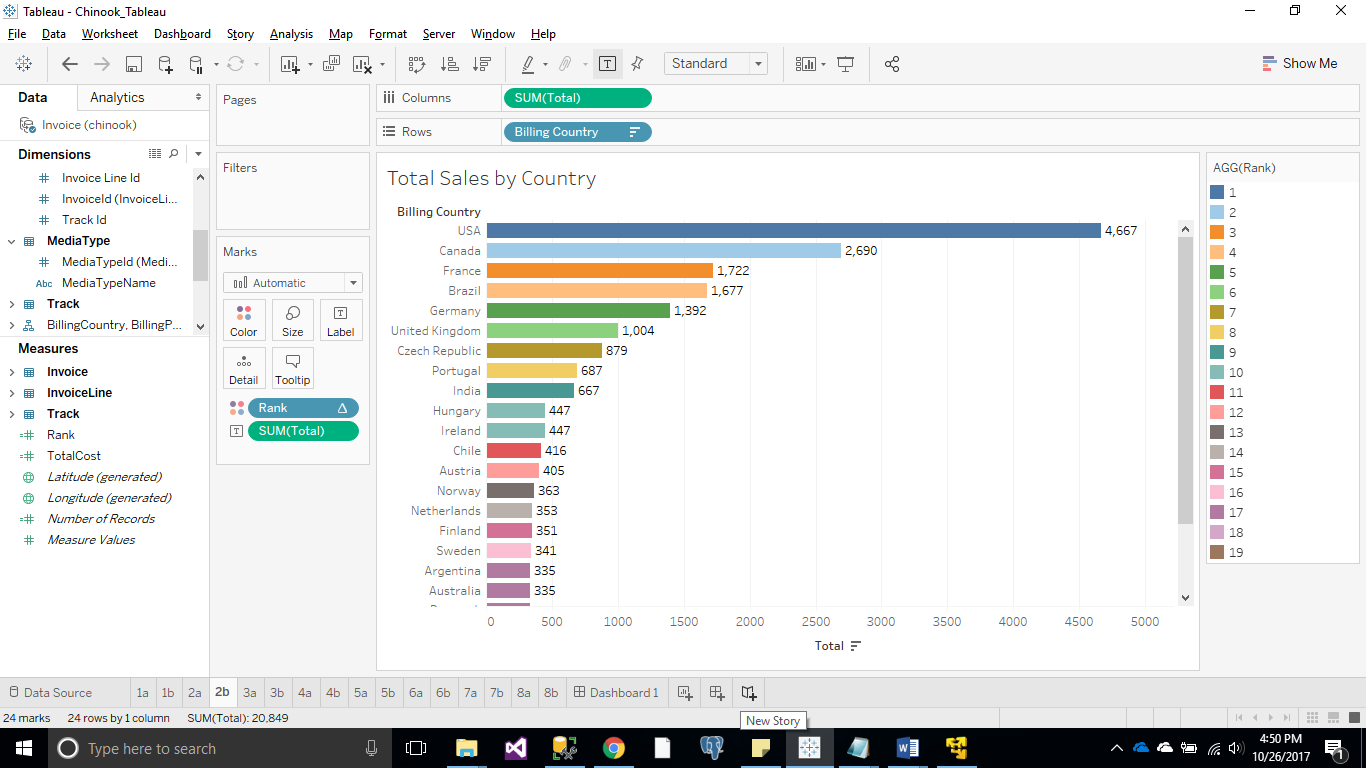 Tableau - Chinook_Tableau
File Data Worksheet Dashboard Story Analysis Map Format Server Window Help
Standard
Show Me
Data Analytics
Invoice (chinook)
Dimensions
Invoice Line Id
InvoiceId (InvoiceLi...
Track Id
MediaType
MediaTypeId (Medi...
Abc MediaTypeName
Track
BillingCountry, BillingP...
Measures
Invoice
InvoiceLine
Track
Rank
TotalCost
Latitude (generated)
Longitude (generated)
Number of Records
Measure Values
Pages
Filters
Marks
Automatic
Color Size Label
Detail Tooltip
Rank
SUM(Total)
Columns SUM(Total)
Rows Billing Country
Total Sales by Country
Billing Country
USA 4,667
Canada 2,690
France 1,722
Brazil 1,677
Germany 1,392
United Kingdom 1,004
Czech Republic 879
Portugal 687
India 667
Hungary 447
Ireland 447
Chile 416
Austria 405
Norway 363
Netherlands 353
Finland 351
Sweden 341
Argentina 335
Australia 335
0 500 1000 1500 2000 2500 3000 3500 4000 4500 5000
Total
AGG(Rank)
1
2
3
4
5
6
7
8
9
10
11
12
13
14
15
16
17
18
19
Data Source 1a 1b 2a 2b 3a 3b 4a 4b 5a 5b 6a 6b 7a 7b 8a 8b Dashboard 1
24 marks 24 rows by 1 column SUM(Total): 20,849
New Story
Type here to search
4:50 PM
10/26/2017
1